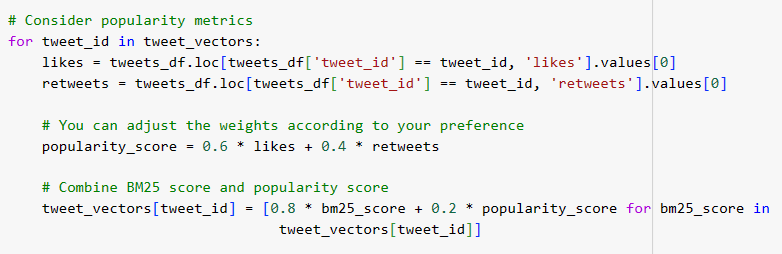 # Consider popularity metrics
for tweet_id in tweet_vectors:
    likes = tweets_df.loc[tweets_df['tweet_id'] == tweet_id, 'likes'].values[0]
    retweets = tweets_df.loc[tweets_df['tweet_id'] == tweet_id, 'retweets'].values[0]

    # You can adjust the weights according to your preference
    popularity_score = 0.6 * likes + 0.4 * retweets

    # Combine BM25 score and popularity score
    tweet_vectors[tweet_id] = [0.8 * bm25_score + 0.2 * popularity_score for bm25_score in
                                tweet_vectors[tweet_id]]